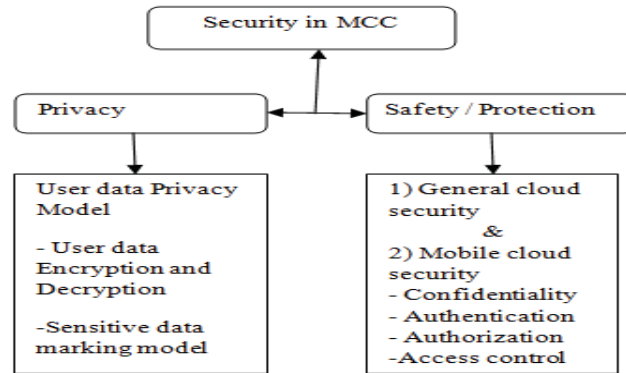 Security in MCC
Privacy
Safety / Protection
User data Privacy
Model
- User data
Encryption and
Decryption
-Sensitive data
marking model
1) General cloud
security
&
2) Mobile cloud
security
- Confidentiality
- Authentication
- Authorization
-Access control